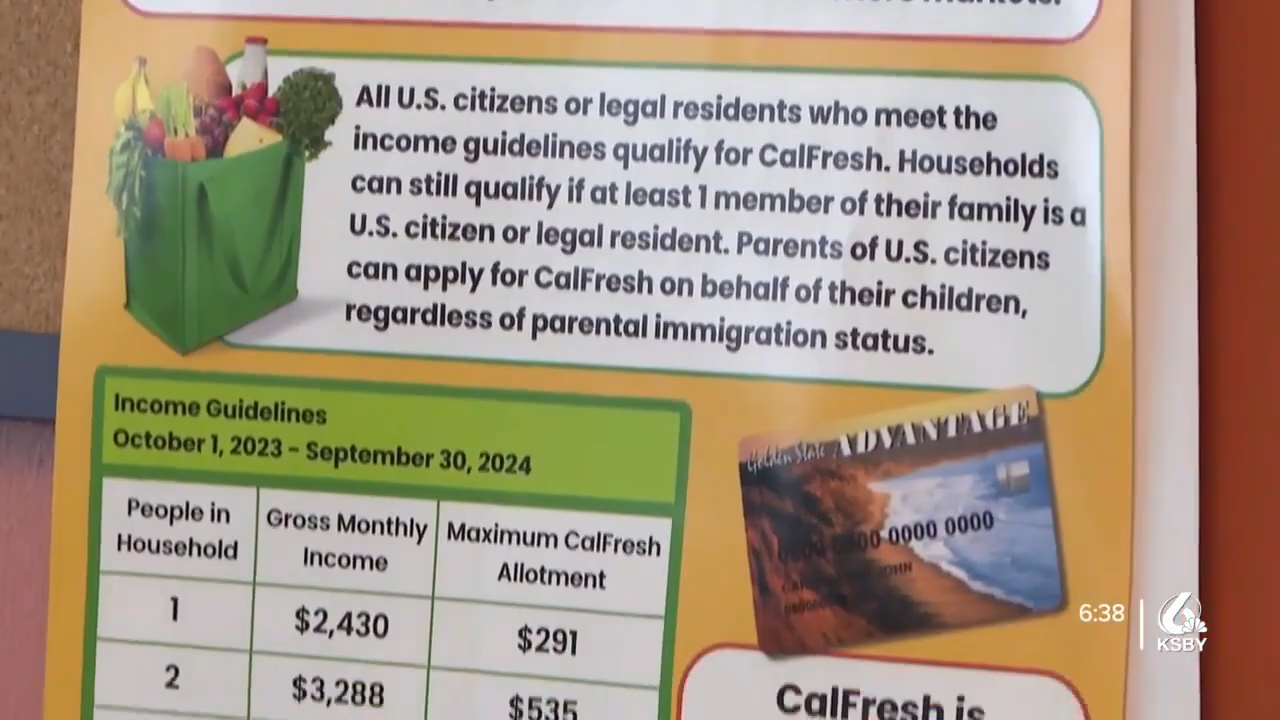 All U.S. citizens or legal residents who meet the
income guidelines qualify for CalFresh. Households
can still qualify if at least 1 member of their family is a
U.S. citizen or legal resident. Parents of U.S. citizens
can apply for CalFresh on behalf of their children,
regardless of parental immigration status.
Income Guidelines
October 1, 2023 - September 30, 2024
People in Household
Gross Monthly Income
Maximum CalFresh Allotment
1 $2,430 $291
2 $3,288 $535
Golden State ADVANTAGE
0000 0000 0000
CalFresh is
6:38
6
KSBY